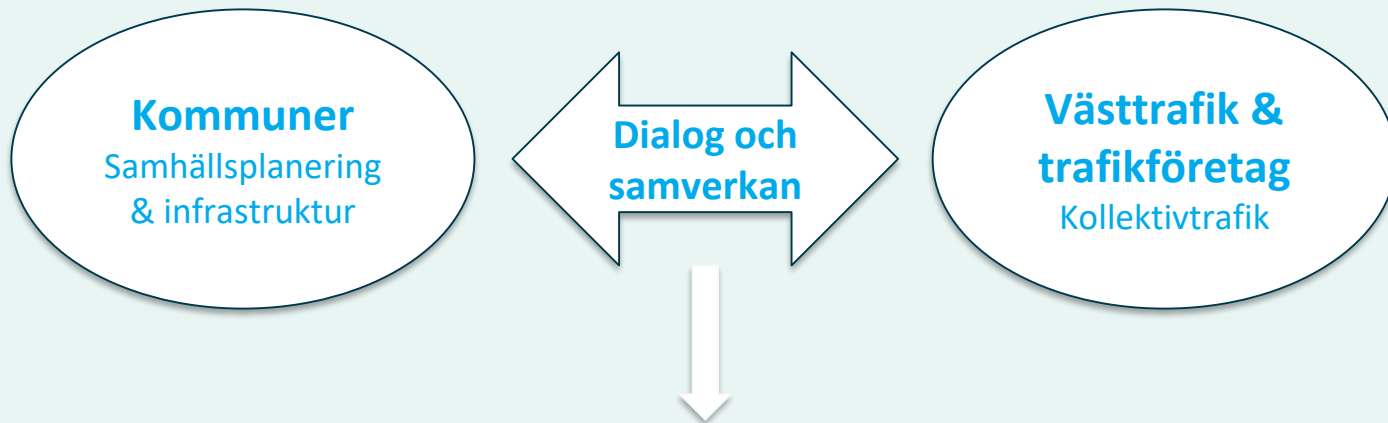 Kommuner
Samhällsplanering
& infrastruktur
Dialog och
samverkan
Västtrafik &
trafikföretag
Kollektivtrafik